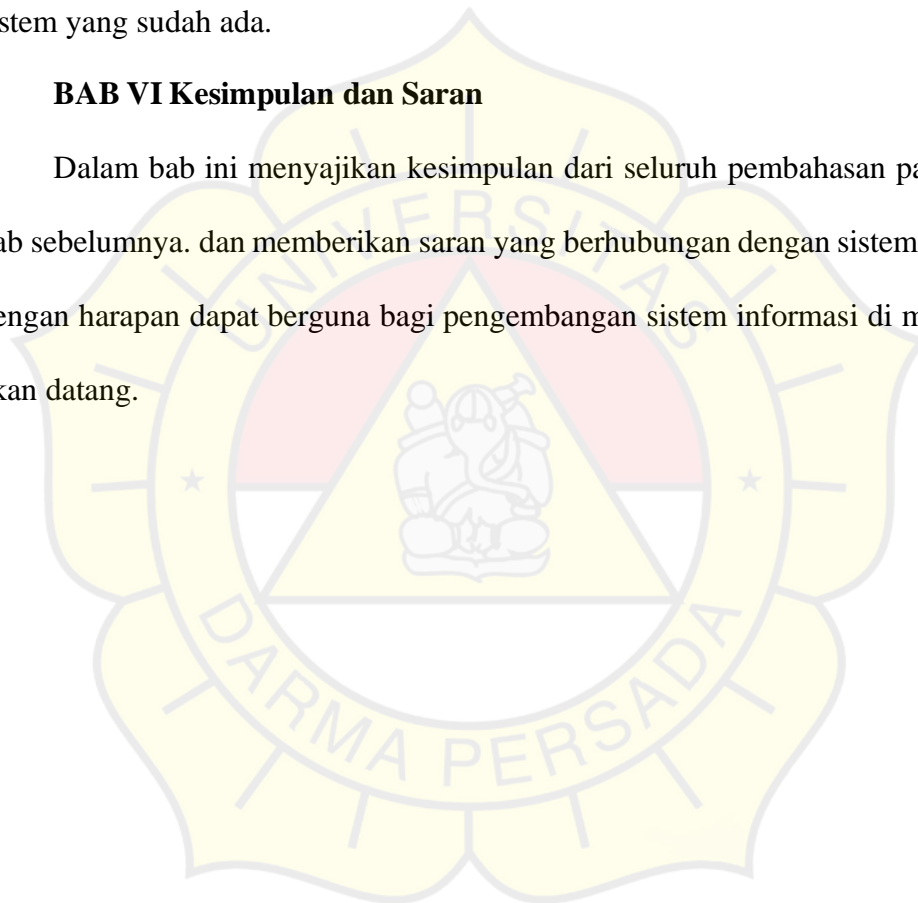 istem yang sudah ada.
BAB VI Kesimpulan dan Saran
Dalam bab ini menyajikan kesimpulan dari seluruh pembahasan pa
ab sebelumnya. dan memberikan saran yang berhubungan dengan sistem
engan harapan dapat berguna bagi pengembangan sistem informasi di m
kan datang.
UNIVERSITAS
DARMA PERSADA